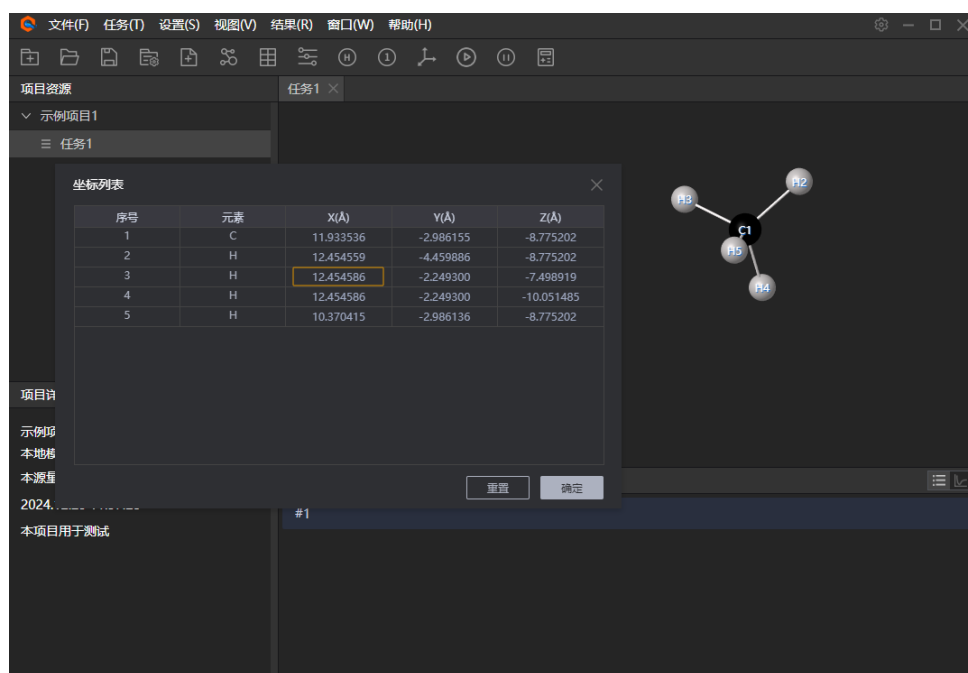 文件(F) 任务(T) 设置(S) 视图(V) 结果(R) 窗口(W) 帮助(H)
项目资源
任务1
示例项目1
任务1
坐标列表
序号 元素 X(Å) Y(Å) Z(Å)
1 C 11.933536 -2.986155 -8.775202
2 H 12.454559 -4.459886 -8.775202
3 H 12.454586 -2.249300 -7.498919
4 H 12.454586 -2.249300 -10.051485
5 H 10.370415 -2.986136 -8.775202
重置 确定
H3
H2
C1
H5
H4
项目详
示例项
本地模
本源量
2024.
本项目用于测试
#1